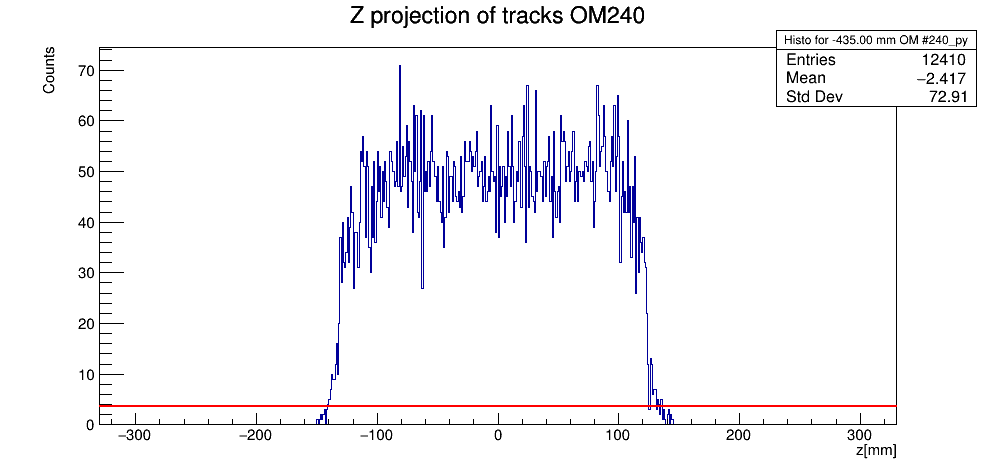 Z projection of tracks OM240
Histo for -435.00 mm OM #240_py
Entries 12410
Mean −2.417
Std Dev 72.91
Counts
70
60
50
40
30
20
10
0
−300 −200 −100 0 100 200 300
z[mm]